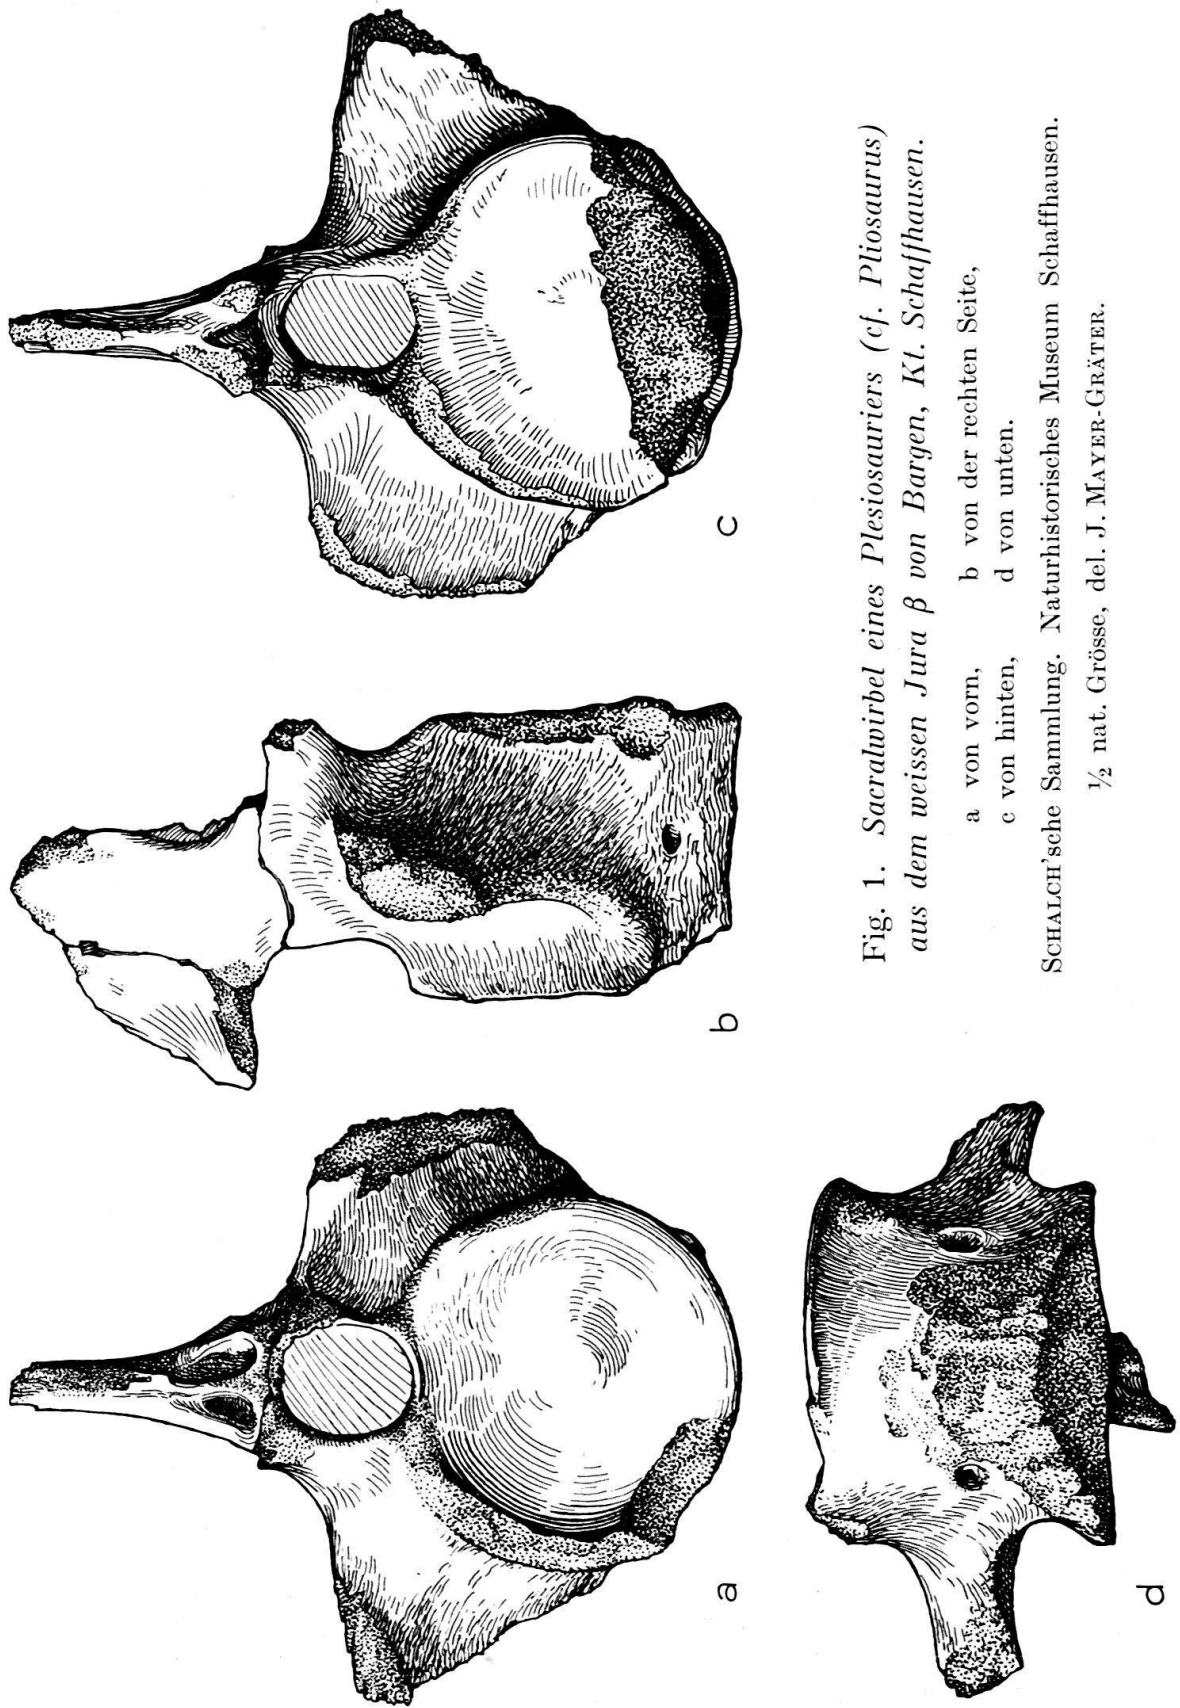 a
b
c
d
Fig. 1. Sacralwirbel eines Plesiosauriers (cf. Pliosaurus)
aus dem weissen Jura β von Bargen, Kt. Schaffhausen.
a von vorn, b von der rechten Seite,
c von hinten, d von unten.
SCHALCH'sche Sammlung. Naturhistorisches Museum Schaffhausen.
½ nat. Grösse, del. J. MAYER-GRÄTER.